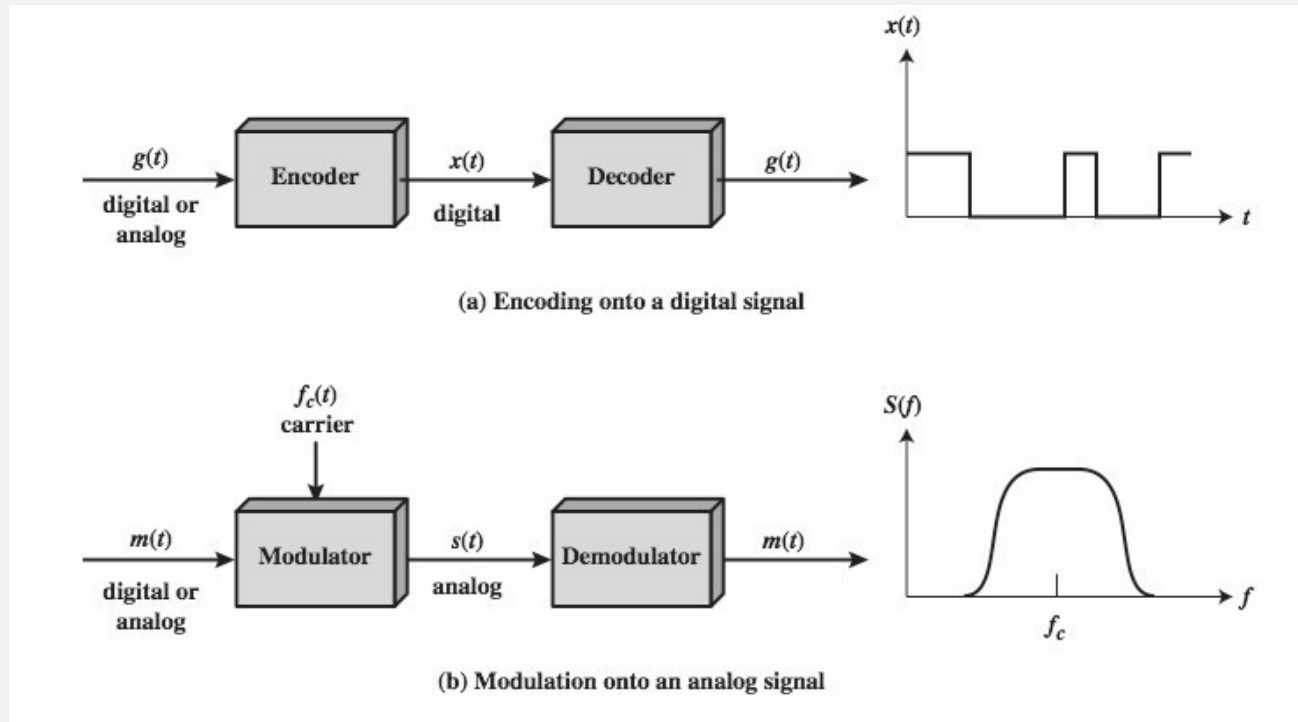 x(t)
g(t)
Encoder
x(t)
Decoder
g(t)
digital or
analog
digital
t
(a) Encoding onto a digital signal
f_c(t)
carrier
S(f)
m(t)
Modulator
s(t)
Demodulator
m(t)
digital or
analog
analog
f
f_c
(b) Modulation onto an analog signal